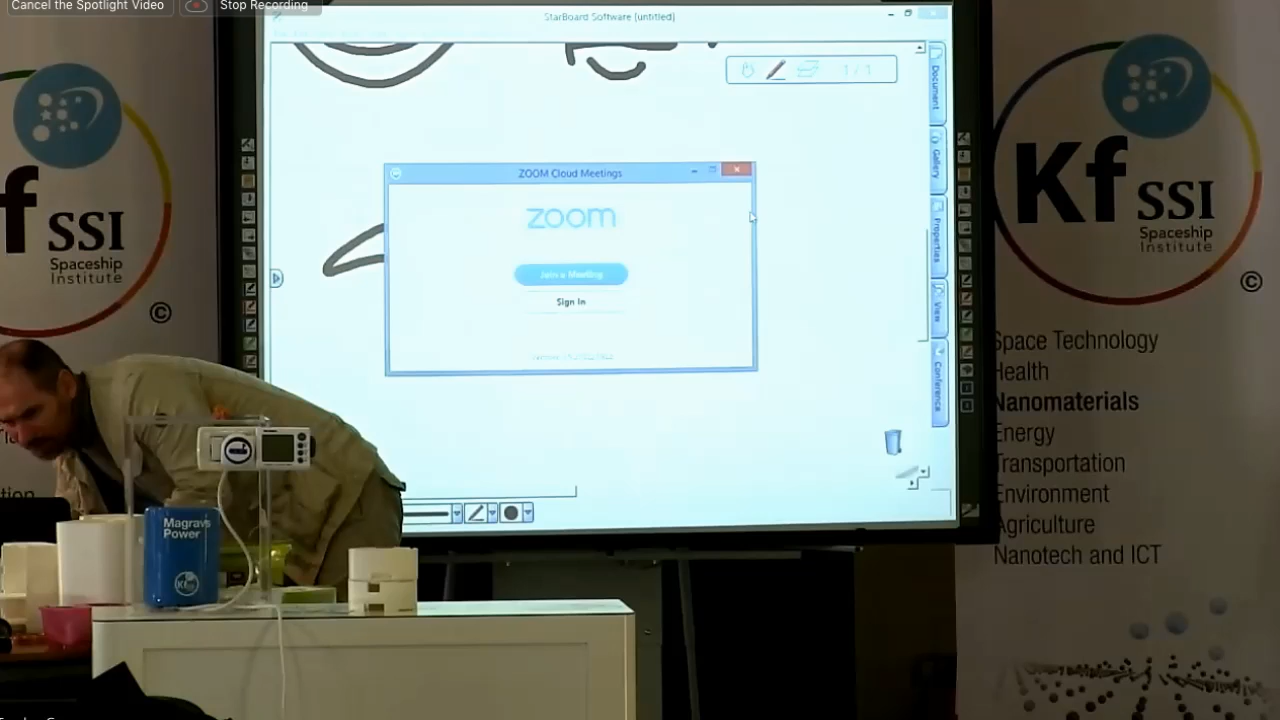 Cancel the Spotlight Video
Stop Recording
StarBoard Software [untitled]
1 / 1
Document
Gallery
Properties
View
Conference
ZOOM Cloud Meetings
zoom
Join a Meeting
Sign In
f SSI
Spaceship
Institute
©
Magravs
Power
Kf
Kf SSI
Spaceship
Institute
©
Space Technology
Health
Nanomaterials
Energy
Transportation
Environment
Agriculture
Nanotech and ICT